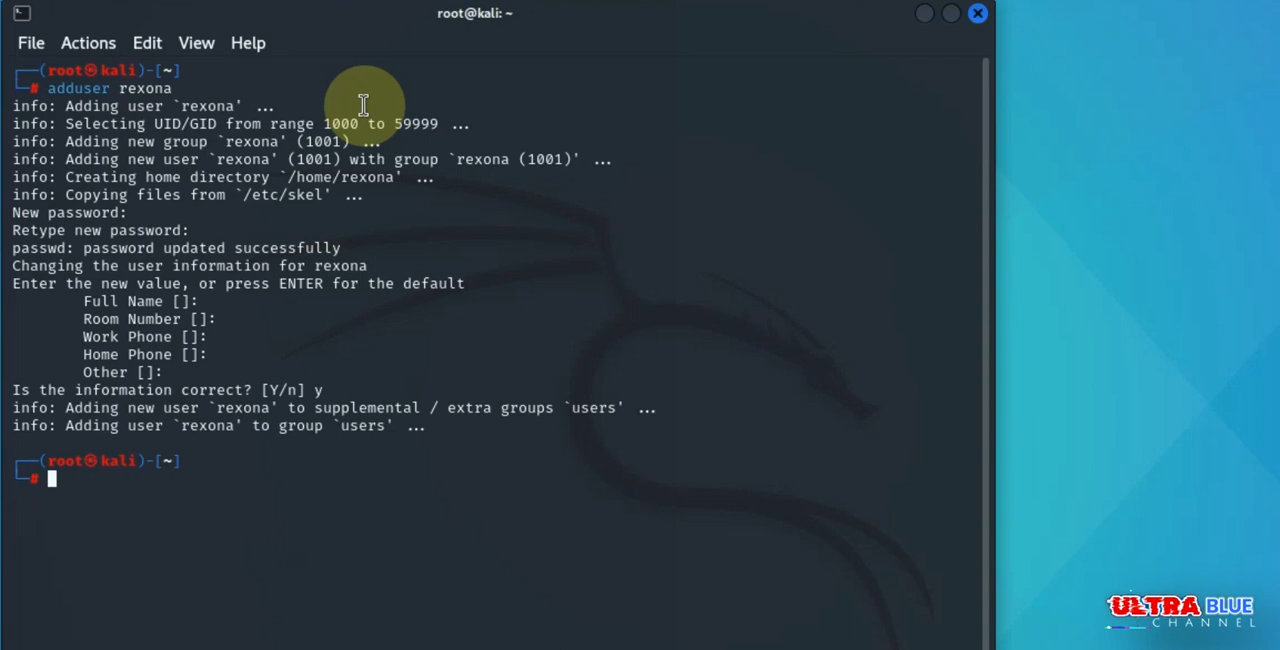 root@kali: ~
File Actions Edit View Help
┌──(root㉿kali)-[~]
└─# adduser rexona
info: Adding user `rexona' ...
info: Selecting UID/GID from range 1000 to 59999 ...
info: Adding new group `rexona' (1001) ...
info: Adding new user `rexona' (1001) with group `rexona (1001)' ...
info: Creating home directory `/home/rexona' ...
info: Copying files from `/etc/skel' ...
New password:
Retype new password:
passwd: password updated successfully
Changing the user information for rexona
Enter the new value, or press ENTER for the default
Full Name []:
Room Number []:
Work Phone []:
Home Phone []:
Other []:
Is the information correct? [Y/n] y
info: Adding new user `rexona' to supplemental / extra groups `users' ...
info: Adding user `rexona' to group `users' ...
┌──(root㉿kali)-[~]
└─#
ULTRA BLUE
CHANNEL